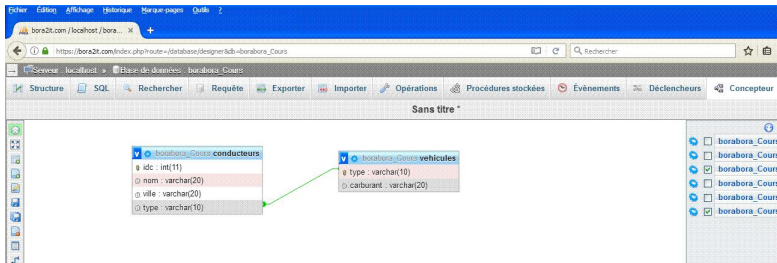 Fichier Édition Affichage Historique Marque-pages Outils ?
bora2it.com / localhost / bora...
https://bora2it.com/index.php?route=/database/designer&db=borabora_Cours
Rechercher
Serveur : localhost » Base de données : borabora_Cours
Structure SQL Rechercher Requête Exporter Importer Opérations Procédures stockées Évènements Déclencheurs Concepteur
Sans titre *
v borabora_Cours conducteurs
idc : int(11)
nom : varchar(20)
ville : varchar(20)
type : varchar(10)
v borabora_Cours vehicules
type : varchar(10)
carburant : varchar(20)
borabora_Cours
borabora_Cours
borabora_Cours
borabora_Cours
borabora_Cours
borabora_Cours